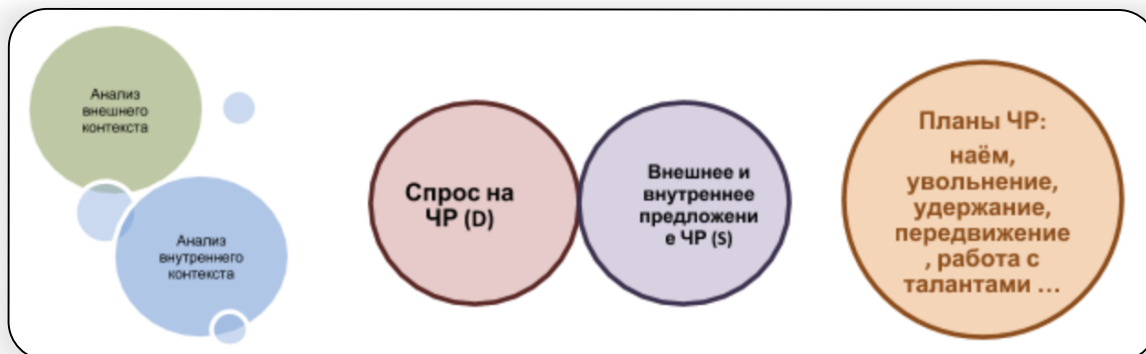 Анализ
внешнего
контекста
Анализ
внутреннего
контекста
Спрос на
ЧР (D)
Внешнее и
внутреннее
предложени
е ЧР (S)
Планы ЧР:
наём,
увольнение,
удержание,
передвижение
, работа с
талантами ...